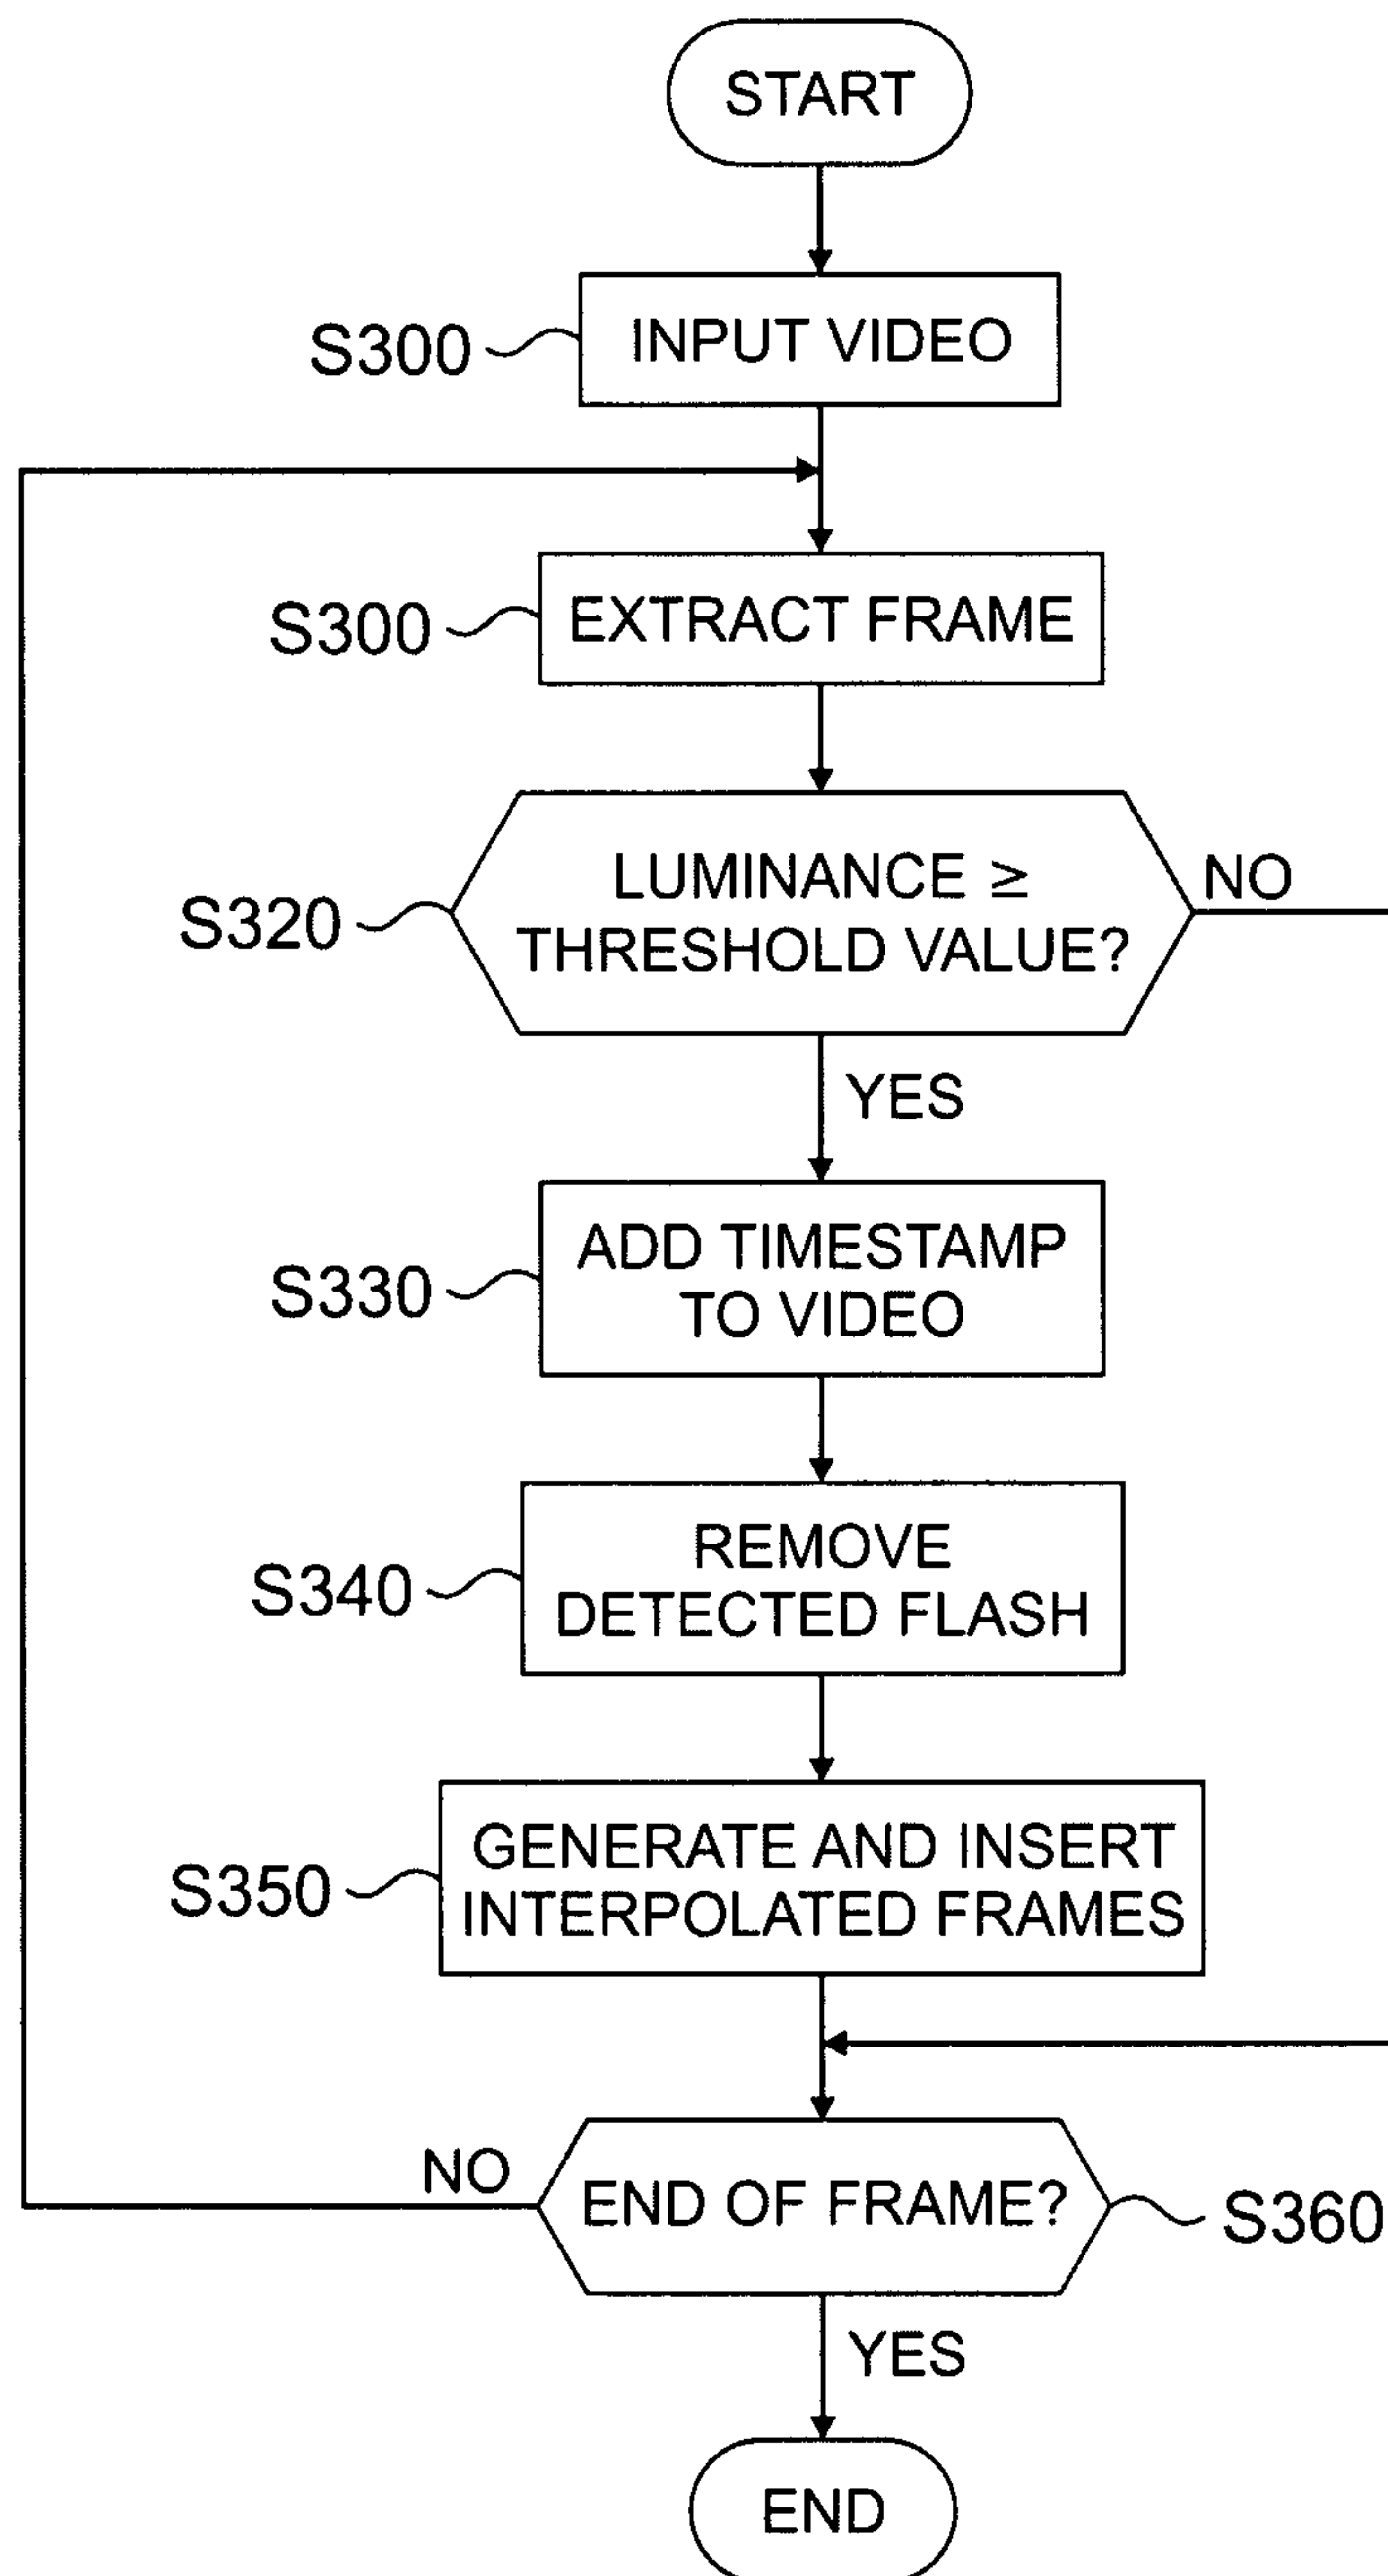 START
S300
INPUT VIDEO
S300
EXTRACT FRAME
S320
LUMINANCE ≥
THRESHOLD VALUE?
NO
YES
S330
ADD TIMESTAMP
TO VIDEO
S340
REMOVE
DETECTED FLASH
S350
GENERATE AND INSERT
INTERPOLATED FRAMES
NO
END OF FRAME?
S360
YES
END